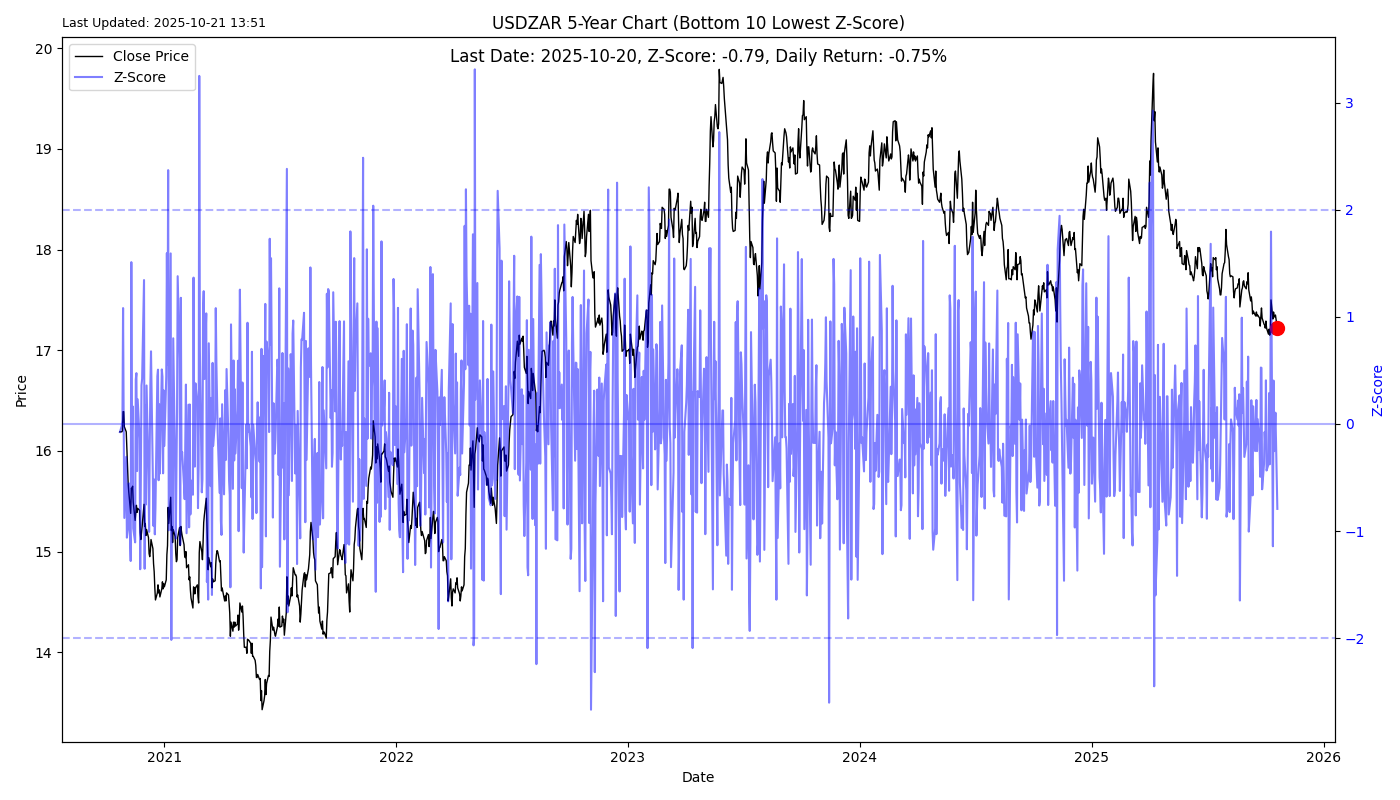 Last Updated: 2025-10-21 13:51
USDZAR 5-Year Chart (Bottom 10 Lowest Z-Score)
Last Date: 2025-10-20, Z-Score: -0.79, Daily Return: -0.75%
Close Price
Z-Score
20
19
18
17
16
15
14
Price
3
2
1
0
−1
−2
Z-Score
2021
2022
2023
2024
2025
2026
Date